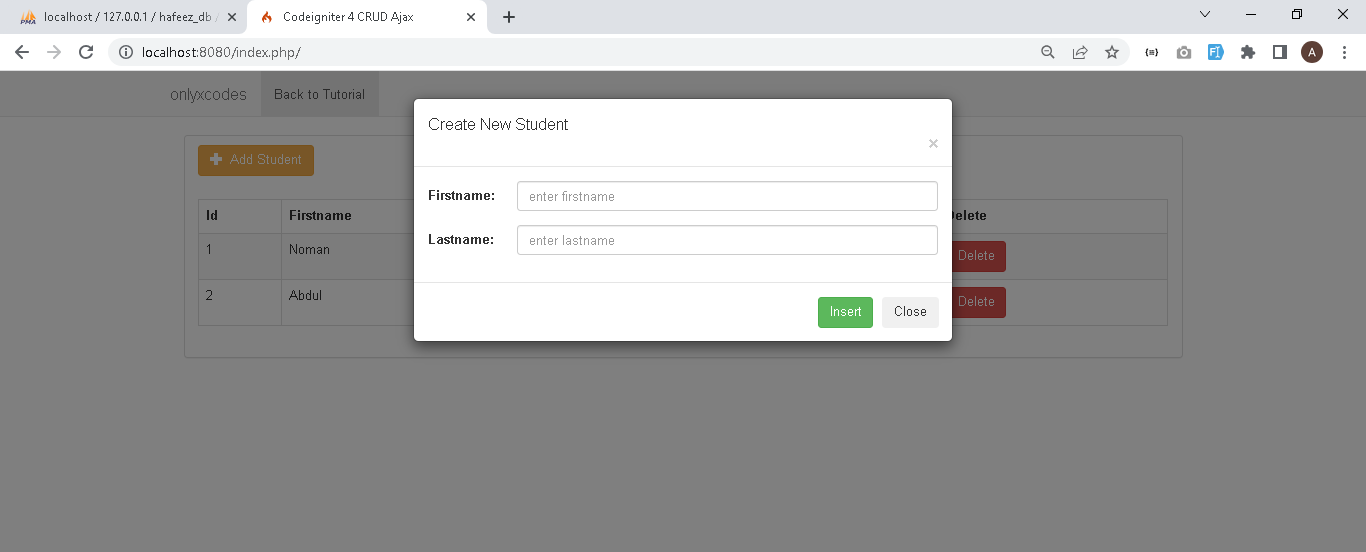 localhost / 127.0.0.1 / hafeez_db /
Codeigniter 4 CRUD Ajax
localhost:8080/index.php/
A
onlyxcodes
Back to Tutorial
Create New Student
×
Add Student
Firstname:
enter firstname
Lastname:
enter lastname
Id
Firstname
Delete
1
Noman
Delete
2
Abdul
Delete
Insert
Close